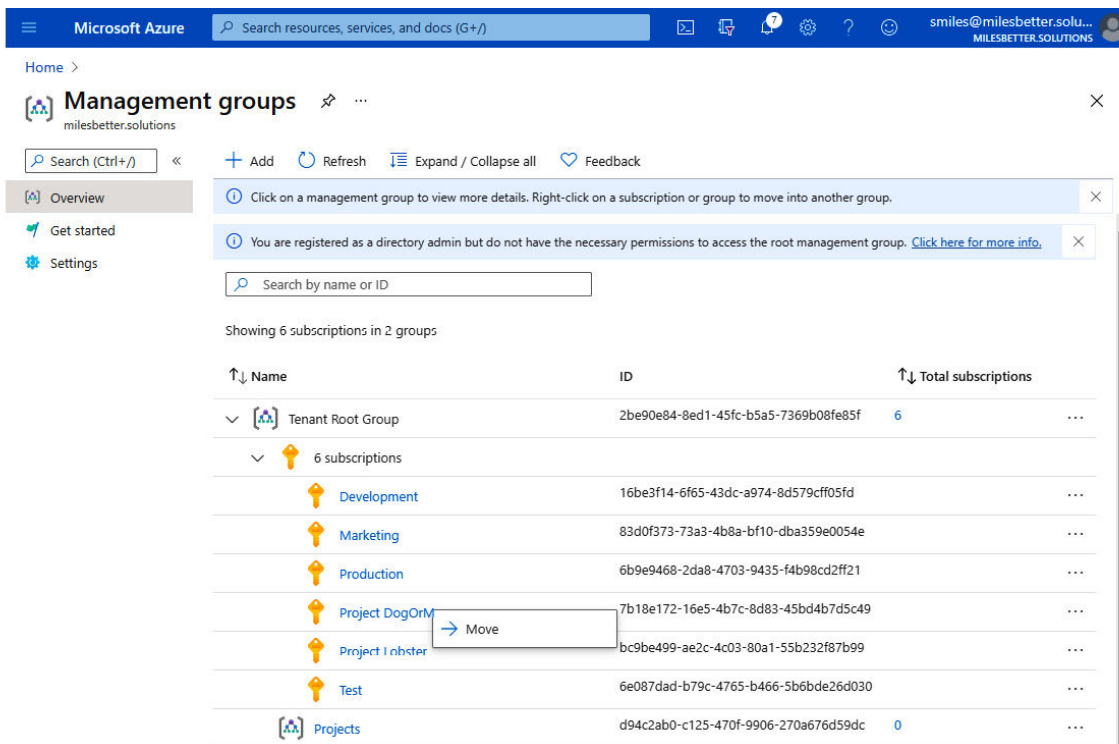 Microsoft Azure
Search resources, services, and docs (G+/)
7
smiles@milesbetter.solu...
MILESBETTER.SOLUTIONS
Home >
Management groups
milesbetter.solutions
Search (Ctrl+/)
Add
Refresh
Expand / Collapse all
Feedback
Overview
Get started
Settings
Click on a management group to view more details. Right-click on a subscription or group to move into another group.
You are registered as a directory admin but do not have the necessary permissions to access the root management group. Click here for more info.
Search by name or ID
Showing 6 subscriptions in 2 groups
Name ID Total subscriptions
Tenant Root Group 2be90e84-8ed1-45fc-b5a5-7369b08fe85f 6 ...
6 subscriptions
Development 16be3f14-6f65-43dc-a974-8d579cff05fd ...
Marketing 83d0f373-73a3-4b8a-bf10-dba359e0054e ...
Production 6b9e9468-2da8-4703-9435-f4b98cd2ff21 ...
Project DogOrM 7b18e172-16e5-4b7c-8d83-45bd4b7d5c49 ...
Move
Project Lobster bc9be499-ae2c-4c03-80a1-55b232f87b99 ...
Test 6e087dad-b79c-4765-b466-5b6bde26d030 ...
Projects d94c2ab0-c125-470f-9906-270a676d59dc 0 ...